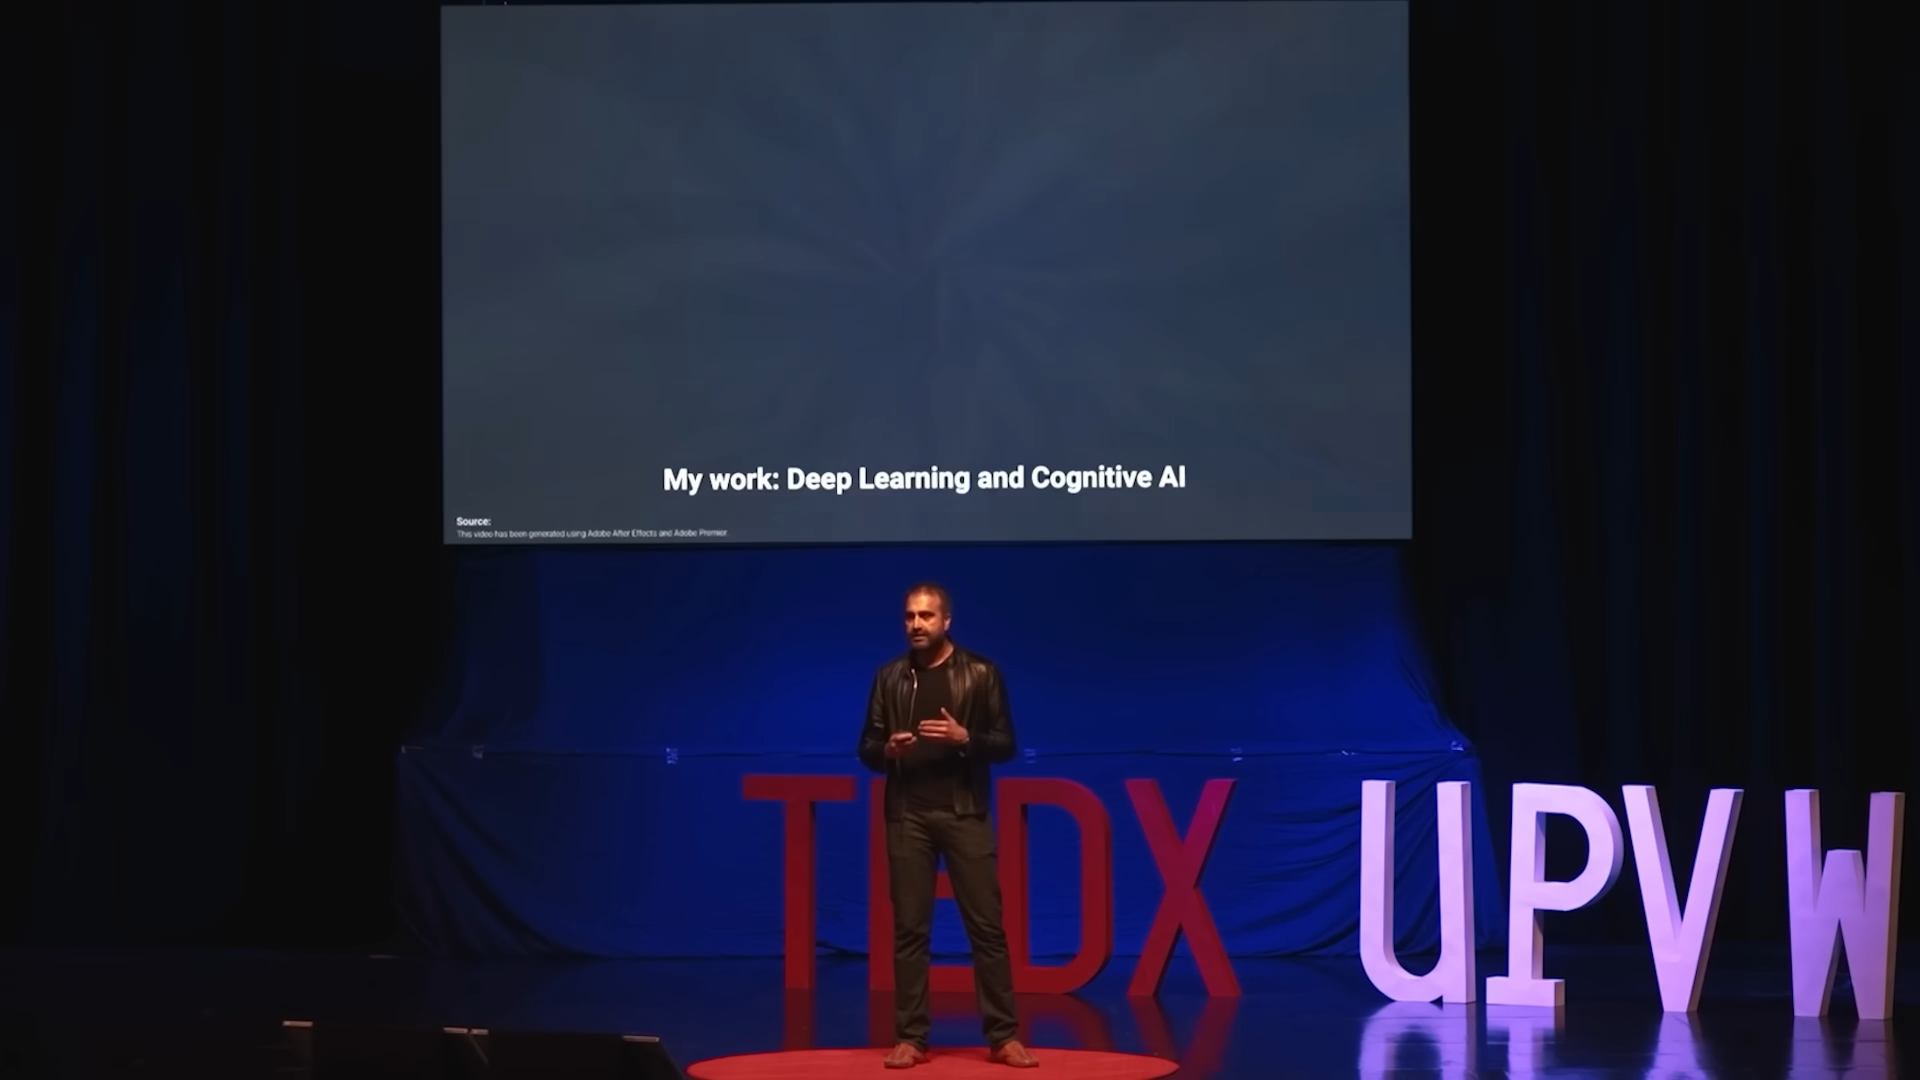 My work: Deep Learning and Cognitive AI
Source:
This video has been generated using Adobe After Effects and Adobe Premier
TEDX UPV W